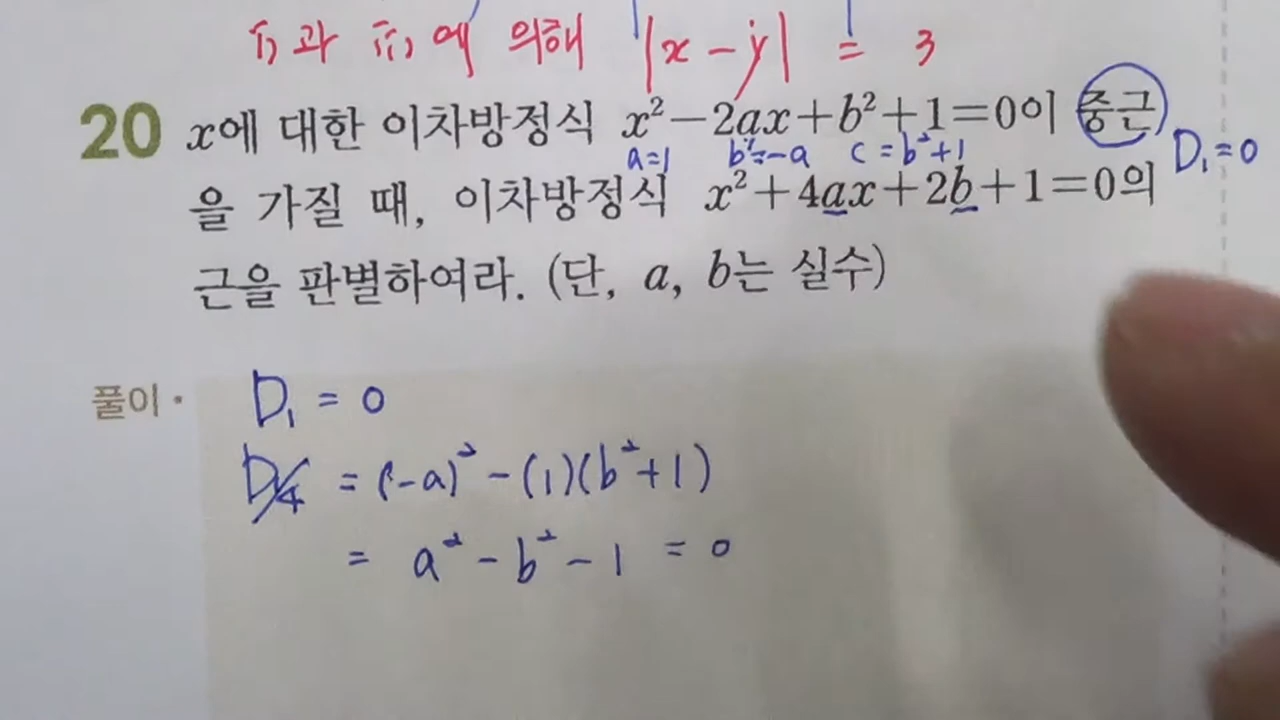 에 의해 |x-y| = 3
20 x에 대한 이차방정식 x²-2ax+b²+1=0이 중근
a=1 b'=-a c=b²+1 D₁=0
을 가질 때, 이차방정식 x²+4ax+2b+1=0의
근을 판별하여라. (단, a, b는 실수)
풀이• D₁ = 0
D/4 = (-a)² - (1)(b²+1)
= a² - b² - 1 = 0